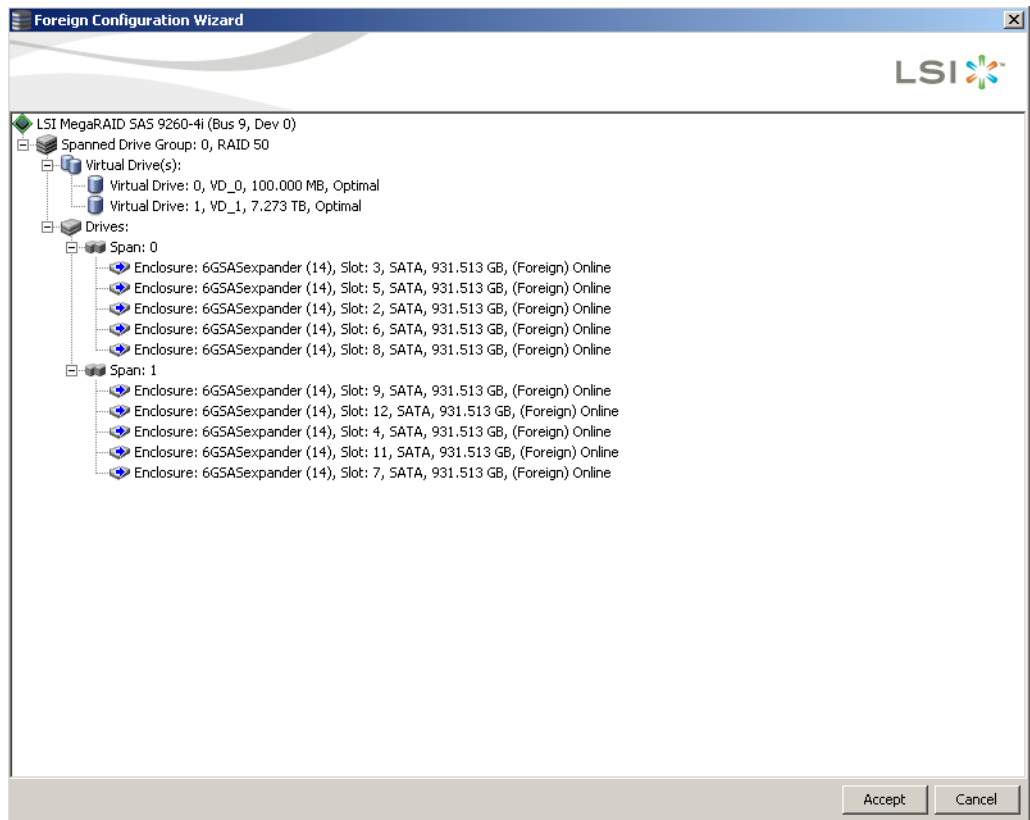 Foreign Configuration Wizard
LSI
LSI MegaRAID SAS 9260-4i (Bus 9, Dev 0)
Spanned Drive Group: 0, RAID 50
Virtual Drive(s):
Virtual Drive: 0, VD_0, 100.000 MB, Optimal
Virtual Drive: 1, VD_1, 7.273 TB, Optimal
Drives:
Span: 0
Enclosure: 6GSASexpander (14), Slot: 3, SATA, 931.513 GB, (Foreign) Online
Enclosure: 6GSASexpander (14), Slot: 5, SATA, 931.513 GB, (Foreign) Online
Enclosure: 6GSASexpander (14), Slot: 2, SATA, 931.513 GB, (Foreign) Online
Enclosure: 6GSASexpander (14), Slot: 6, SATA, 931.513 GB, (Foreign) Online
Enclosure: 6GSASexpander (14), Slot: 8, SATA, 931.513 GB, (Foreign) Online
Span: 1
Enclosure: 6GSASexpander (14), Slot: 9, SATA, 931.513 GB, (Foreign) Online
Enclosure: 6GSASexpander (14), Slot: 12, SATA, 931.513 GB, (Foreign) Online
Enclosure: 6GSASexpander (14), Slot: 4, SATA, 931.513 GB, (Foreign) Online
Enclosure: 6GSASexpander (14), Slot: 11, SATA, 931.513 GB, (Foreign) Online
Enclosure: 6GSASexpander (14), Slot: 7, SATA, 931.513 GB, (Foreign) Online
Accept Cancel